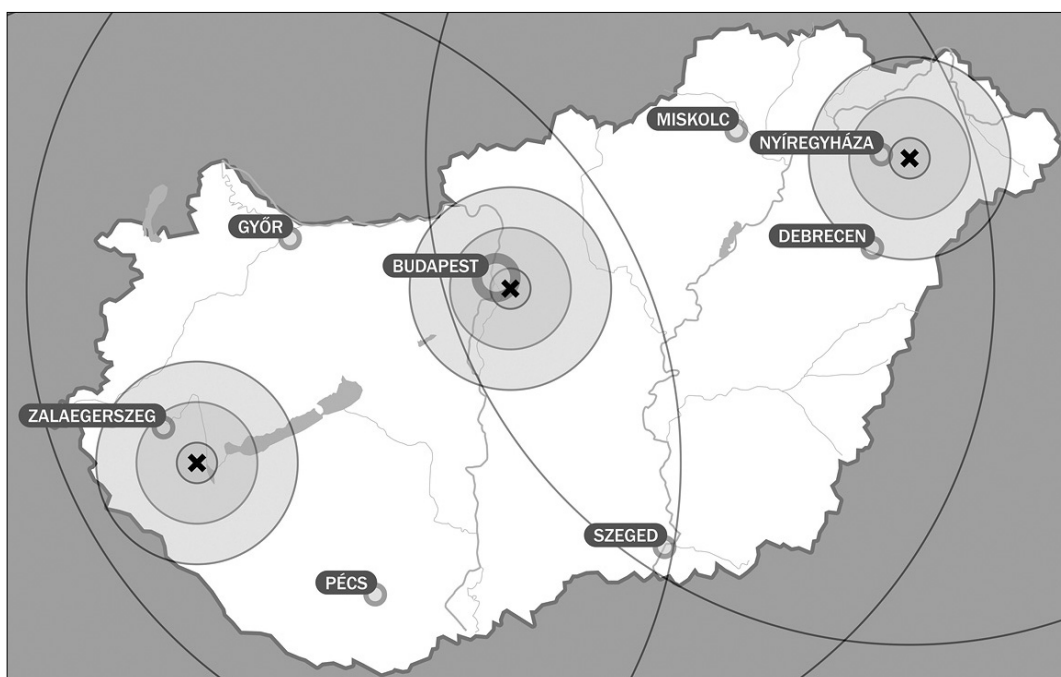 MISKOLC
NYÍREGYHÁZA
GYŐR
DEBRECEN
BUDAPEST
ZALAEGERSZEG
SZEGED
PÉCS